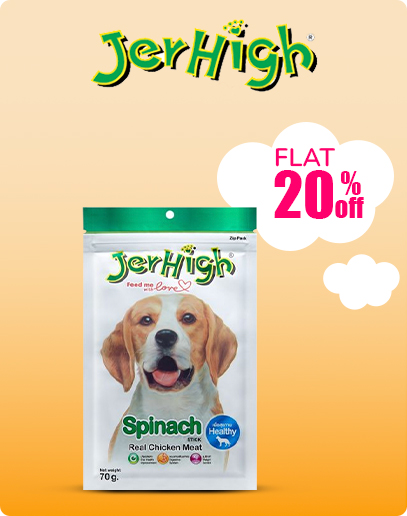 JerHigh®
FLAT
20%
off
Zip Pack
JerHigh®
Feed me
with love
Spinach
STICK
Healthy
Real Chicken Meat
Net weight
70 g.